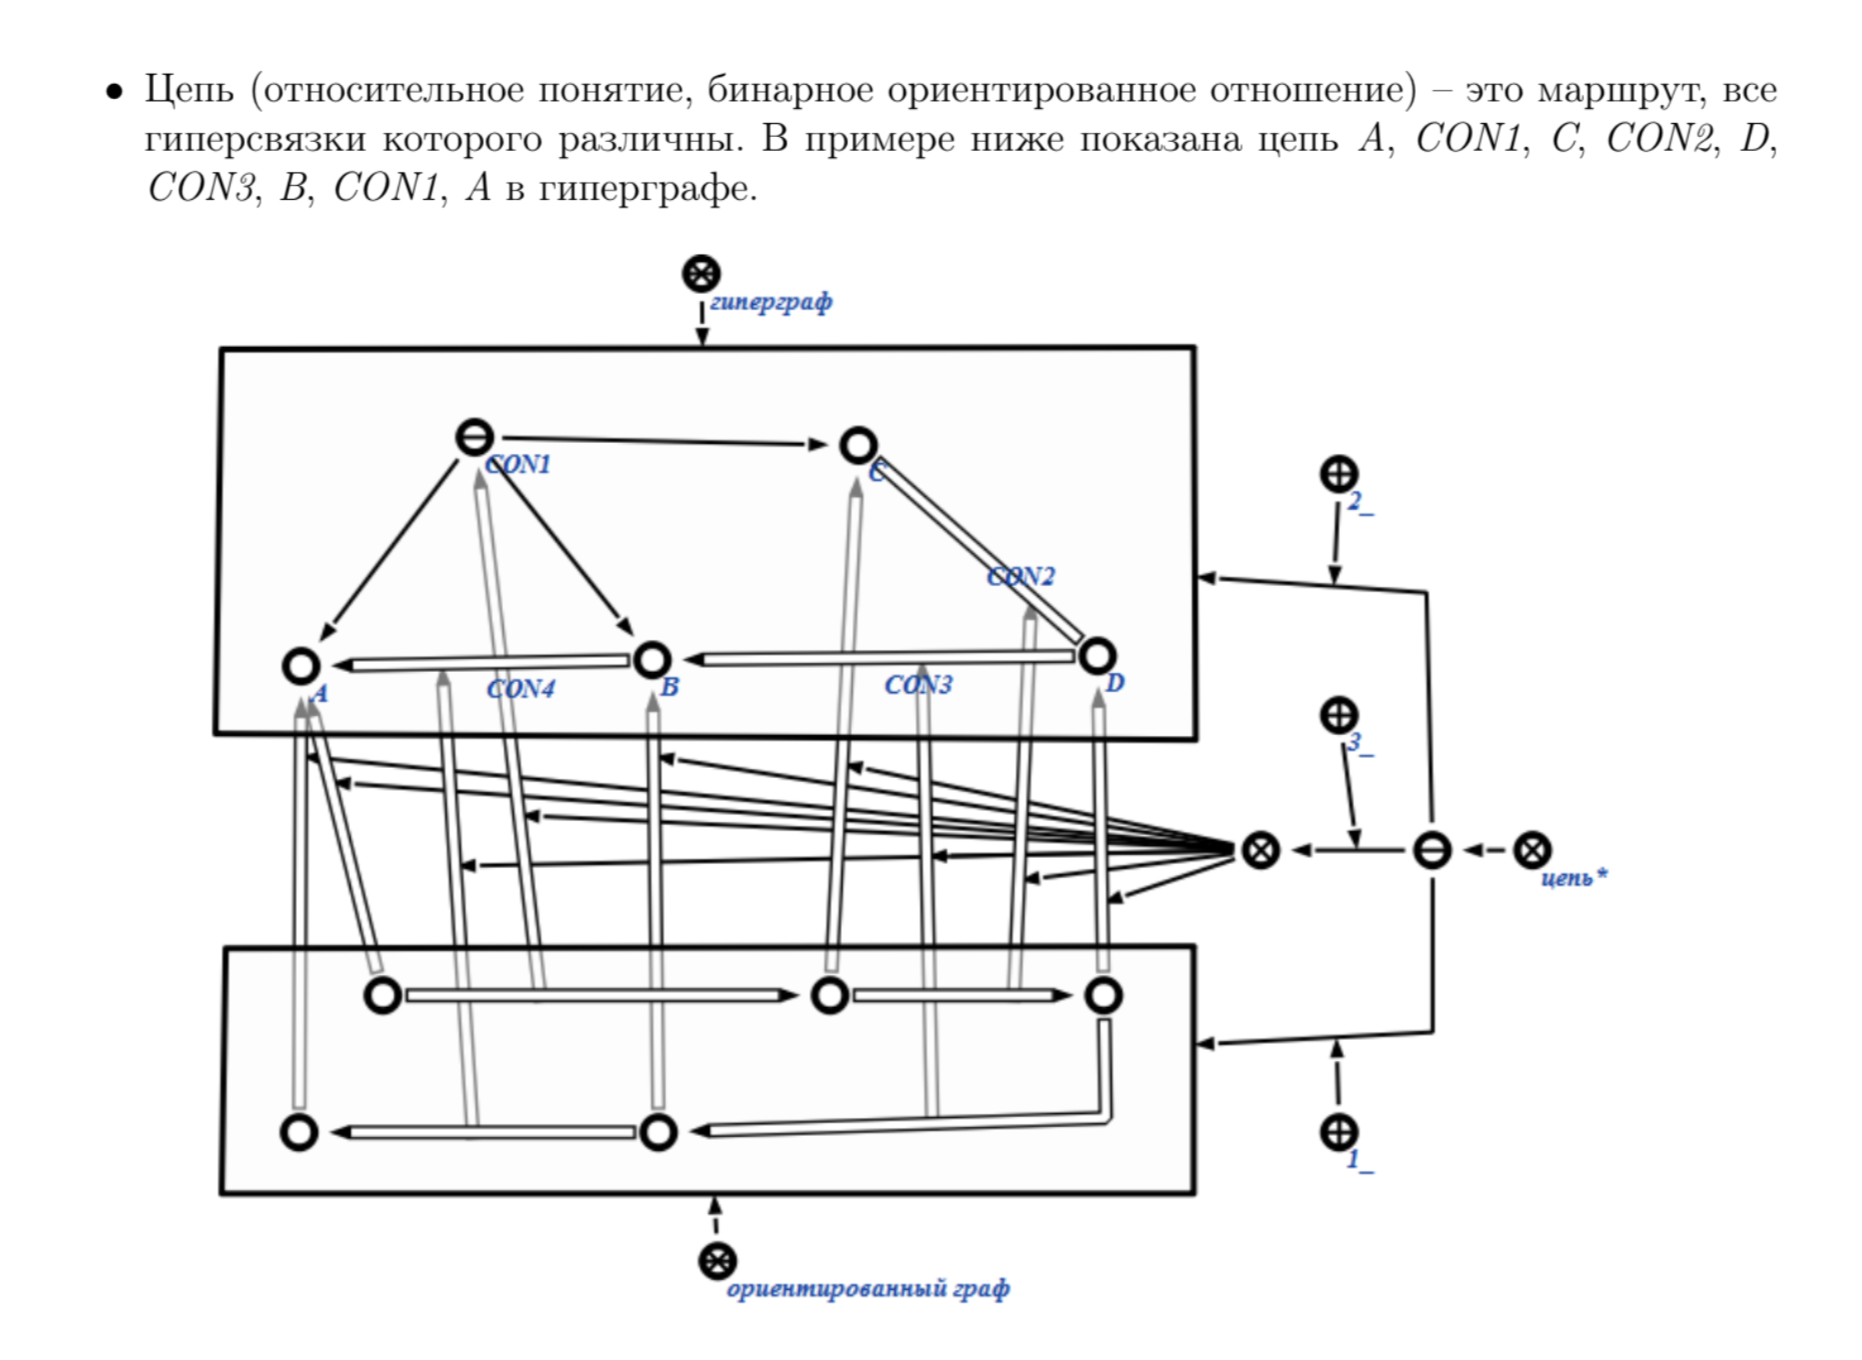 • Цепь (относительное понятие, бинарное ориентированное отношение) – это маршрут, все
гиперсвязки которого различны. В примере ниже показана цепь A, CON1, C, CON2, D,
CON3, B, CON1, A в гиперграфе.
гиперграф
CON1
C
2_
CON2
A
CON4
B
CON3
D
3_
цепь*
1_
ориентированный граф